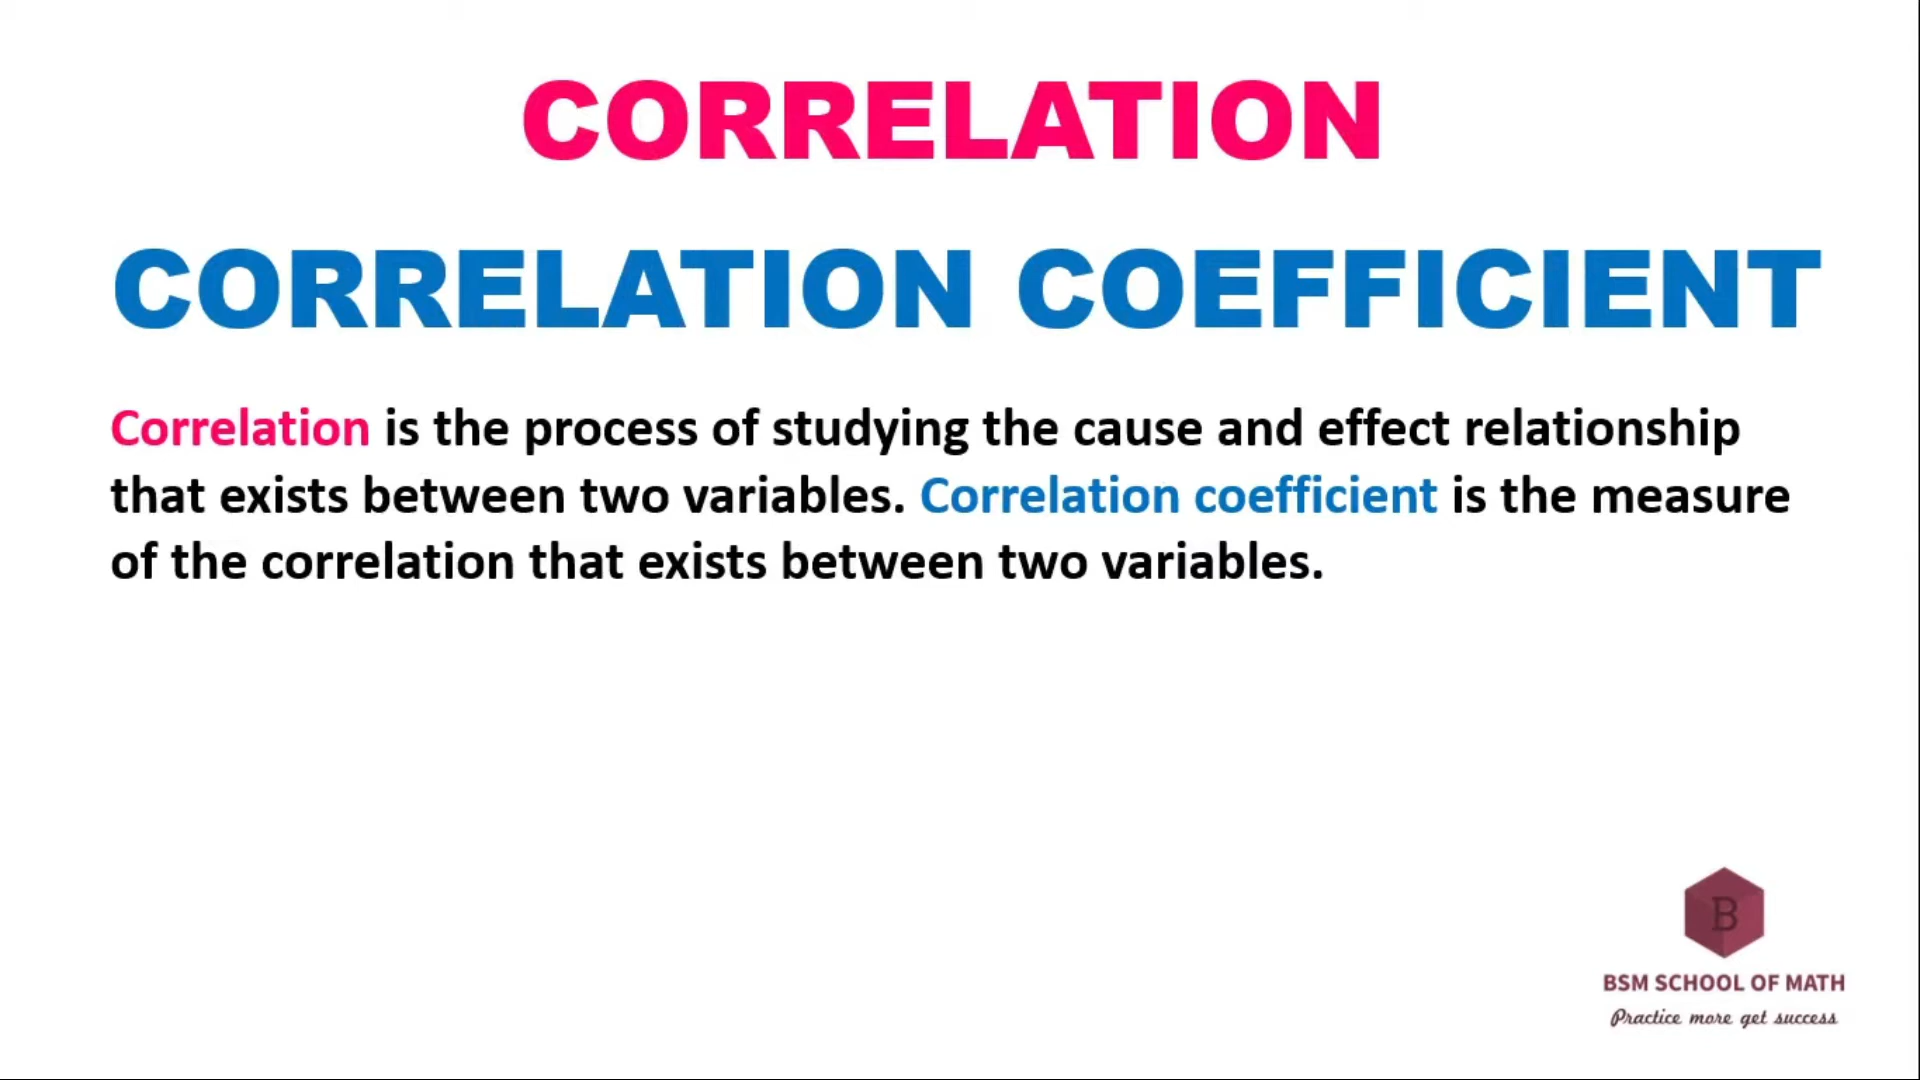 CORRELATION
CORRELATION COEFFICIENT
Correlation is the process of studying the cause and effect relationship
that exists between two variables. Correlation coefficient is the measure
of the correlation that exists between two variables.
B
BSM SCHOOL OF MATH
Practice more get success